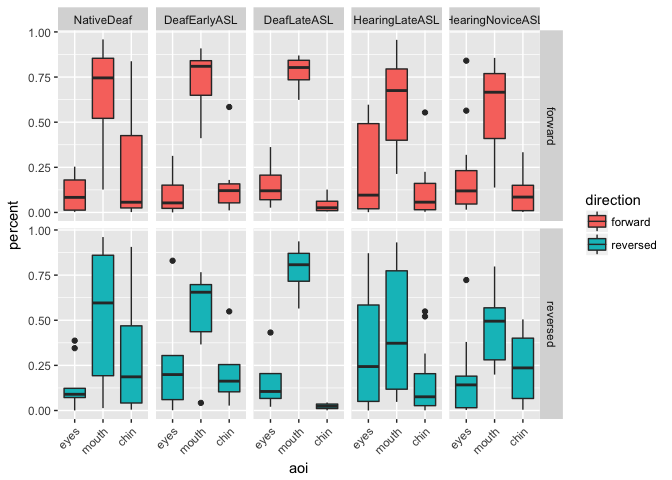 NativeDeaf DeafEarlyASL DeafLateASL HearingLateASL HearingNoviceASL
1.00
0.75
0.50
0.25
0.00
forward
1.00
0.75
0.50
0.25
0.00
reversed
percent
eyes mouth chin eyes mouth chin eyes mouth chin eyes mouth chin eyes mouth chin
aoi
direction
forward
reversed